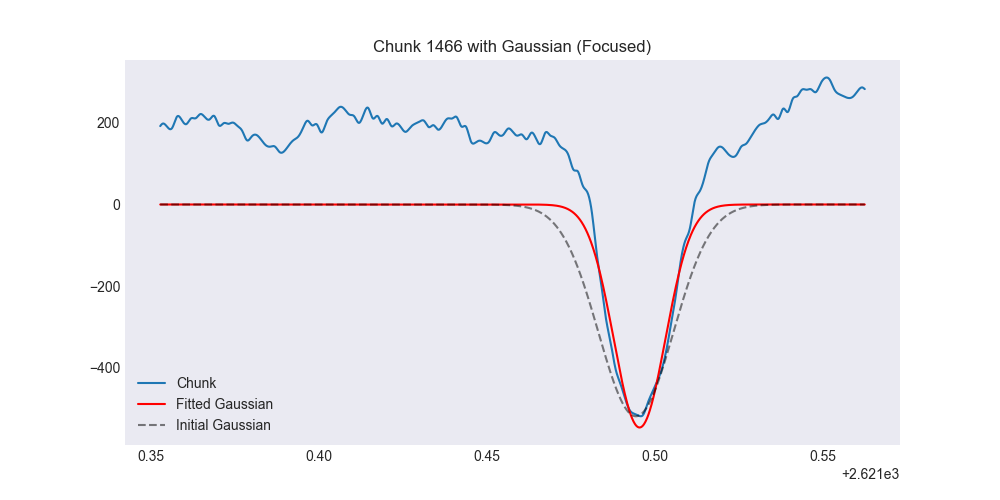 Chunk 1466 with Gaussian (Focused)
200
0
−200
−400
Chunk
Fitted Gaussian
Initial Gaussian
0.35 0.40 0.45 0.50 0.55
+2.621e3